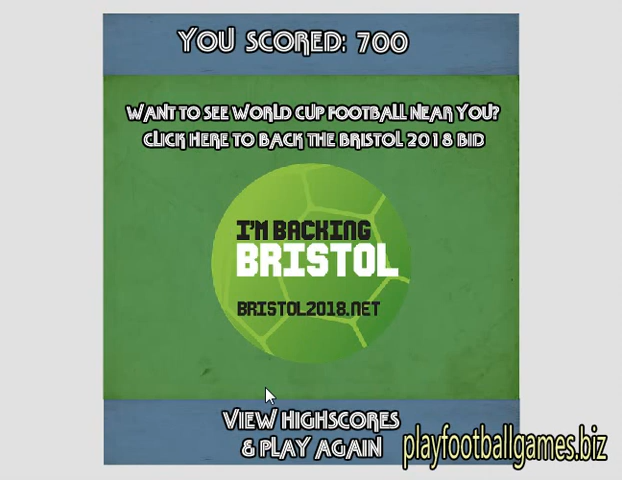 YOU SCORED: 700
WANT TO SEE WORLD CUP FOOTBALL NEAR YOU?
CLICK HERE TO BACK THE BRISTOL 2018 BID
I'M BACKING
BRISTOL
BRISTOL2018.NET
VIEW HIGHSCORES
& PLAY AGAIN
playfootballgames.biz